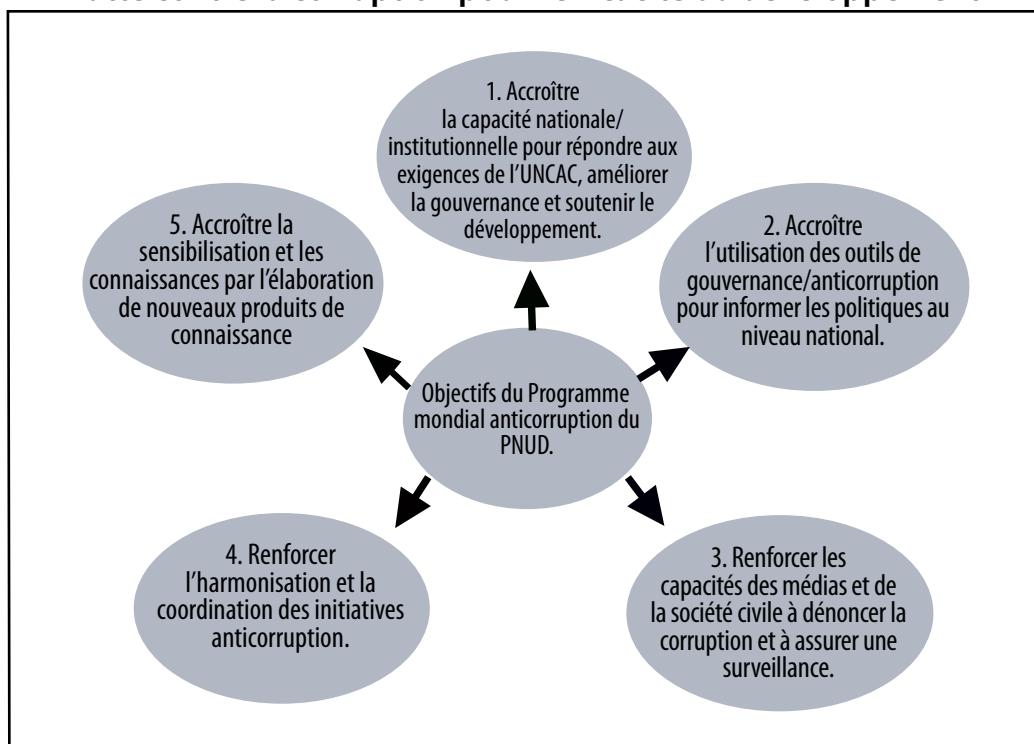 1. Accroître
la capacité nationale/
institutionnelle pour répondre aux
exigences de l’UNCAC, améliorer
la gouvernance et soutenir le
développement.
2. Accroître
l’utilisation des outils de
gouvernance/anticorruption
pour informer les politiques au
niveau national.
3. Renforcer les
capacités des médias et de
la société civile à dénoncer la
corruption et à assurer une
surveillance.
4. Renforcer
l’harmonisation et la
coordination des initiatives
anticorruption.
5. Accroître la
sensibilisation et les
connaissances par l’élaboration
de nouveaux produits de
connaissance
Objectifs du Programme
mondial anticorruption du
PNUD.